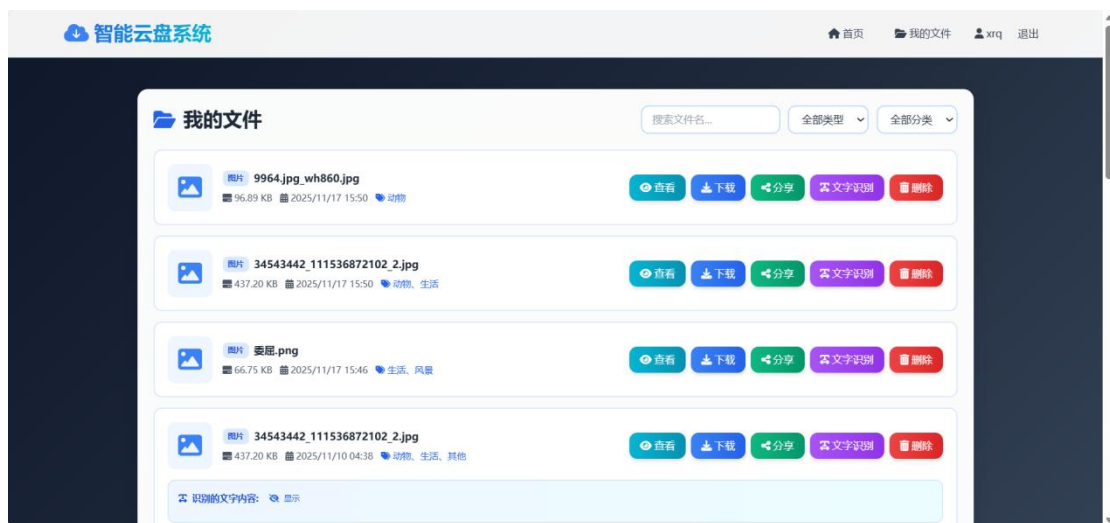 智能云盘系统
首页 我的文件 xrq 退出
我的文件
搜索文件名... 全部类型 全部分类
图片 9964.jpg_wh860.jpg
96.89 KB 2025/11/17 15:50 动物
查看 下载 分享 文字识别 删除
图片 34543442_111536872102_2.jpg
437.20 KB 2025/11/17 15:50 动物、生活
查看 下载 分享 文字识别 删除
图片 委屈.png
66.75 KB 2025/11/17 15:46 生活、风景
查看 下载 分享 文字识别 删除
图片 34543442_111536872102_2.jpg
437.20 KB 2025/11/10 04:38 动物、生活、其他
查看 下载 分享 文字识别 删除
识别的文字内容: 显示